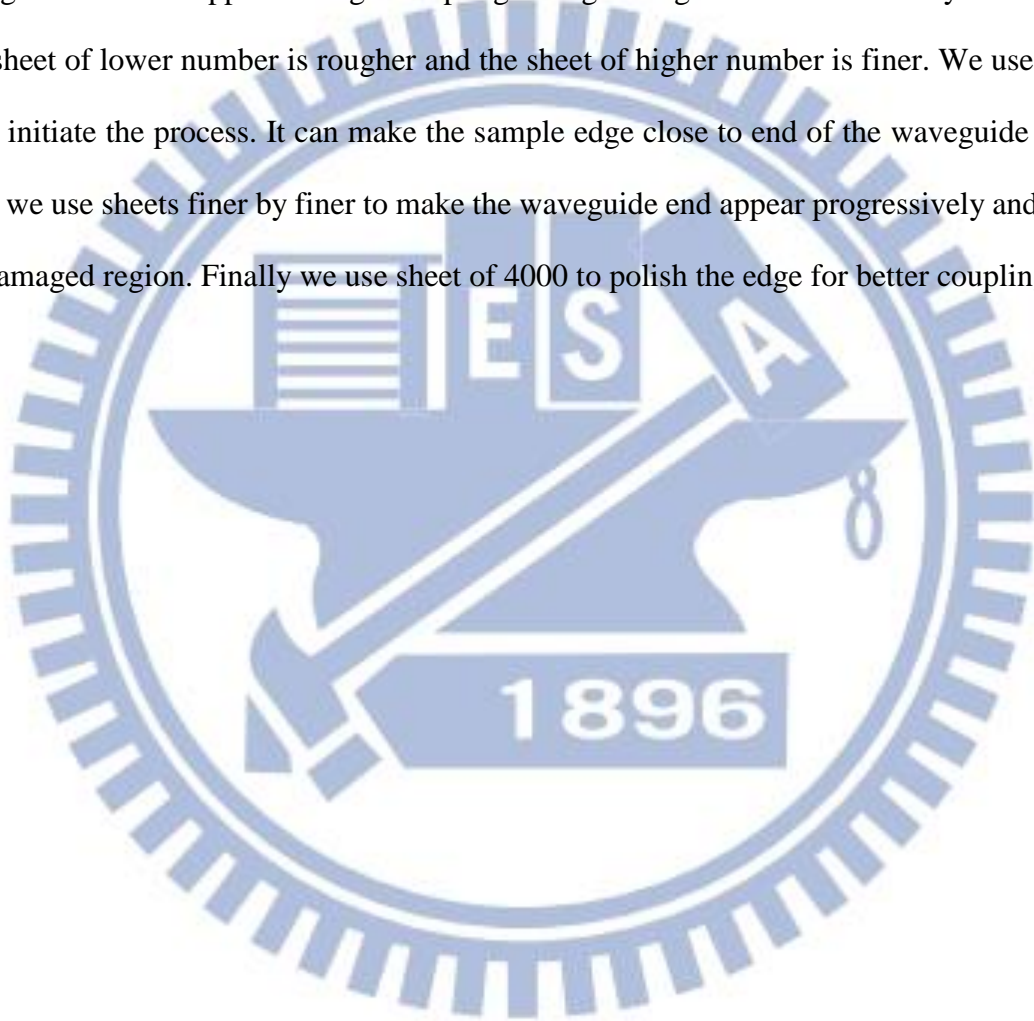 sheet of lower number is rougher and the sheet of higher number is finer. We use
initiate the process. It can make the sample edge close to end of the waveguide
we use sheets finer by finer to make the waveguide end appear progressively and
amaged region. Finally we use sheet of 4000 to polish the edge for better couplin
E S A
1896